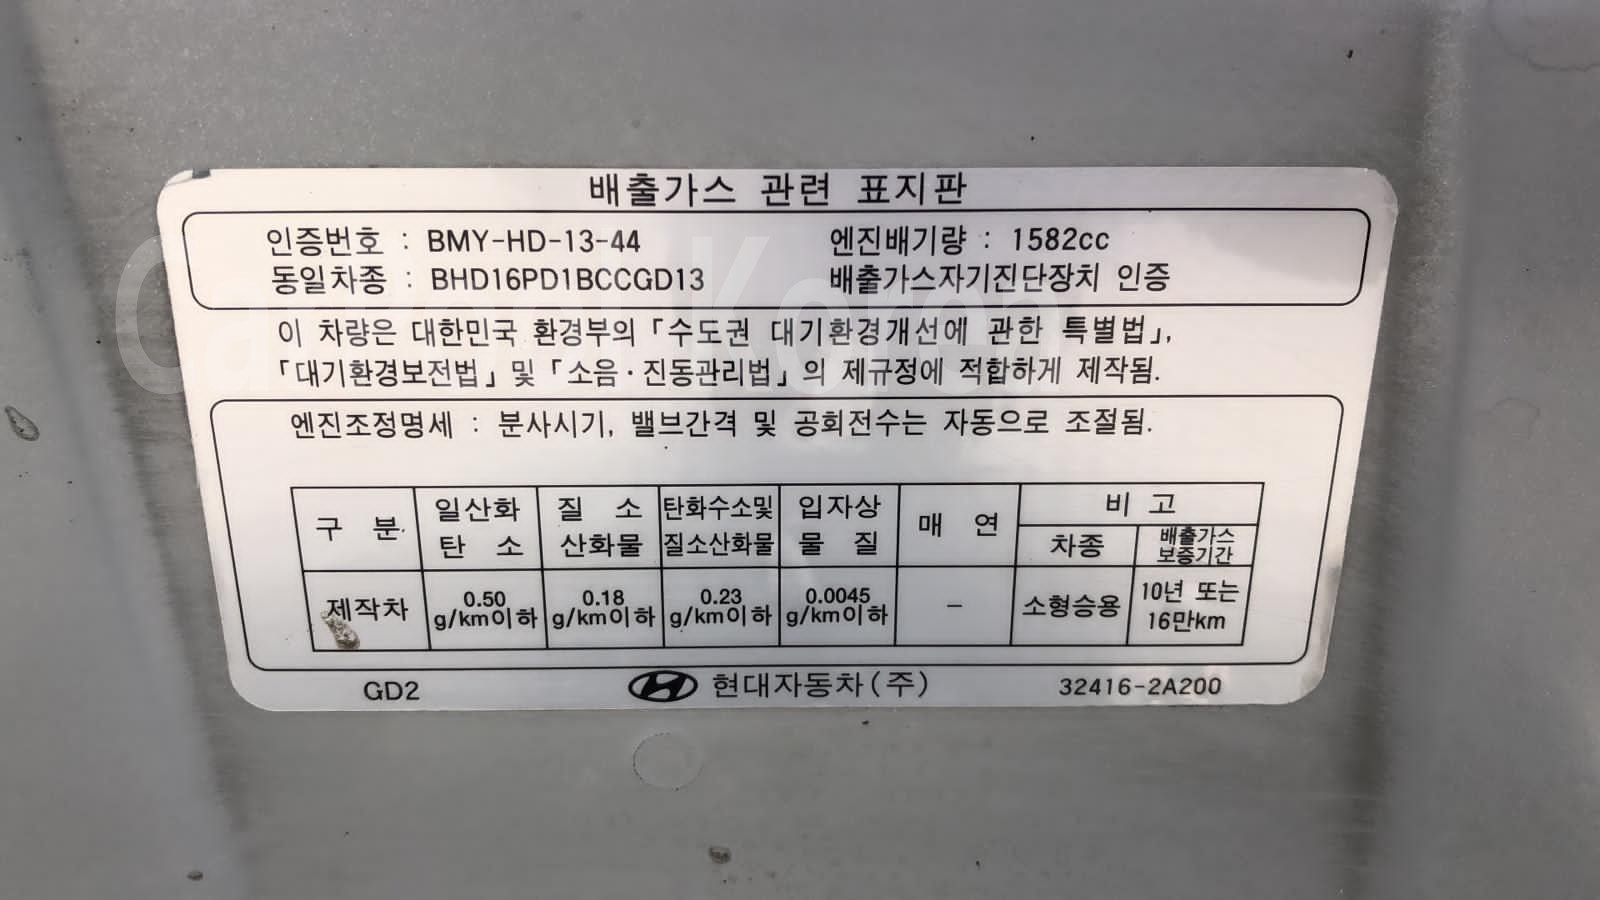 배출가스 관련 표지판
인증번호 : BMY-HD-13-44 엔진배기량 : 1582cc
동일차종 : BHD16PD1BCCGD13 배출가스자기진단장치 인증
이 차량은 대한민국 환경부의 「수도권 대기환경개선에 관한 특별법」,
「대기환경보전법」 및 「소음·진동관리법」의 제규정에 적합하게 제작됨.
엔진조정명세 : 분사시기, 밸브간격 및 공회전수는 자동으로 조절됨.
구 분 일산화 탄 소 질 소 산화물 탄화수소및 질소산화물 입자상 물 질 매 연 비 고
차종 배출가스 보증기간
제작차 0.50 g/km이하 0.18 g/km이하 0.23 g/km이하 0.0045 g/km이하 – 소형승용 10년 또는 16만km
GD2 현대자동차(주) 32416-2A200